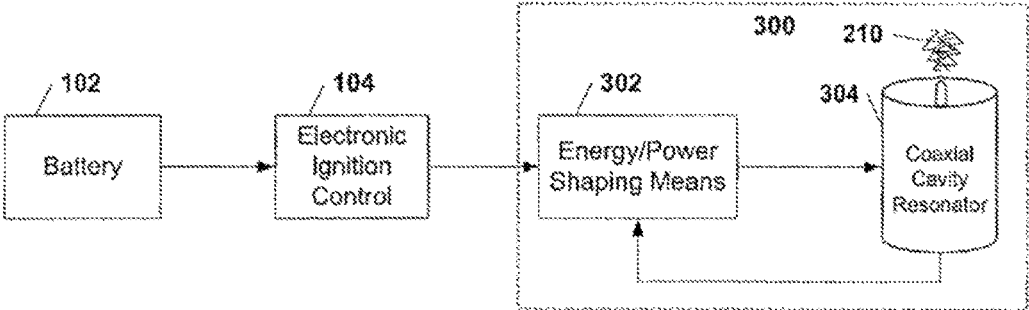 300
210
102
104
302
304
Battery
Electronic
Ignition
Control
Energy/Power
Shaping Means
Coaxial
Cavity
Resonator